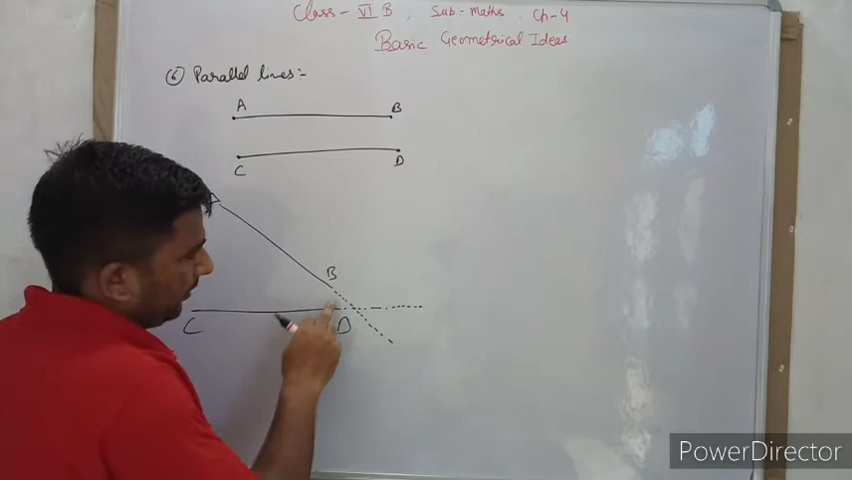 Class - VI B, Sub - Maths, Ch - 4
Basic Geometrical Ideas
⑥ Parallel lines :-
A B
C D
A
B
C D
PowerDirector